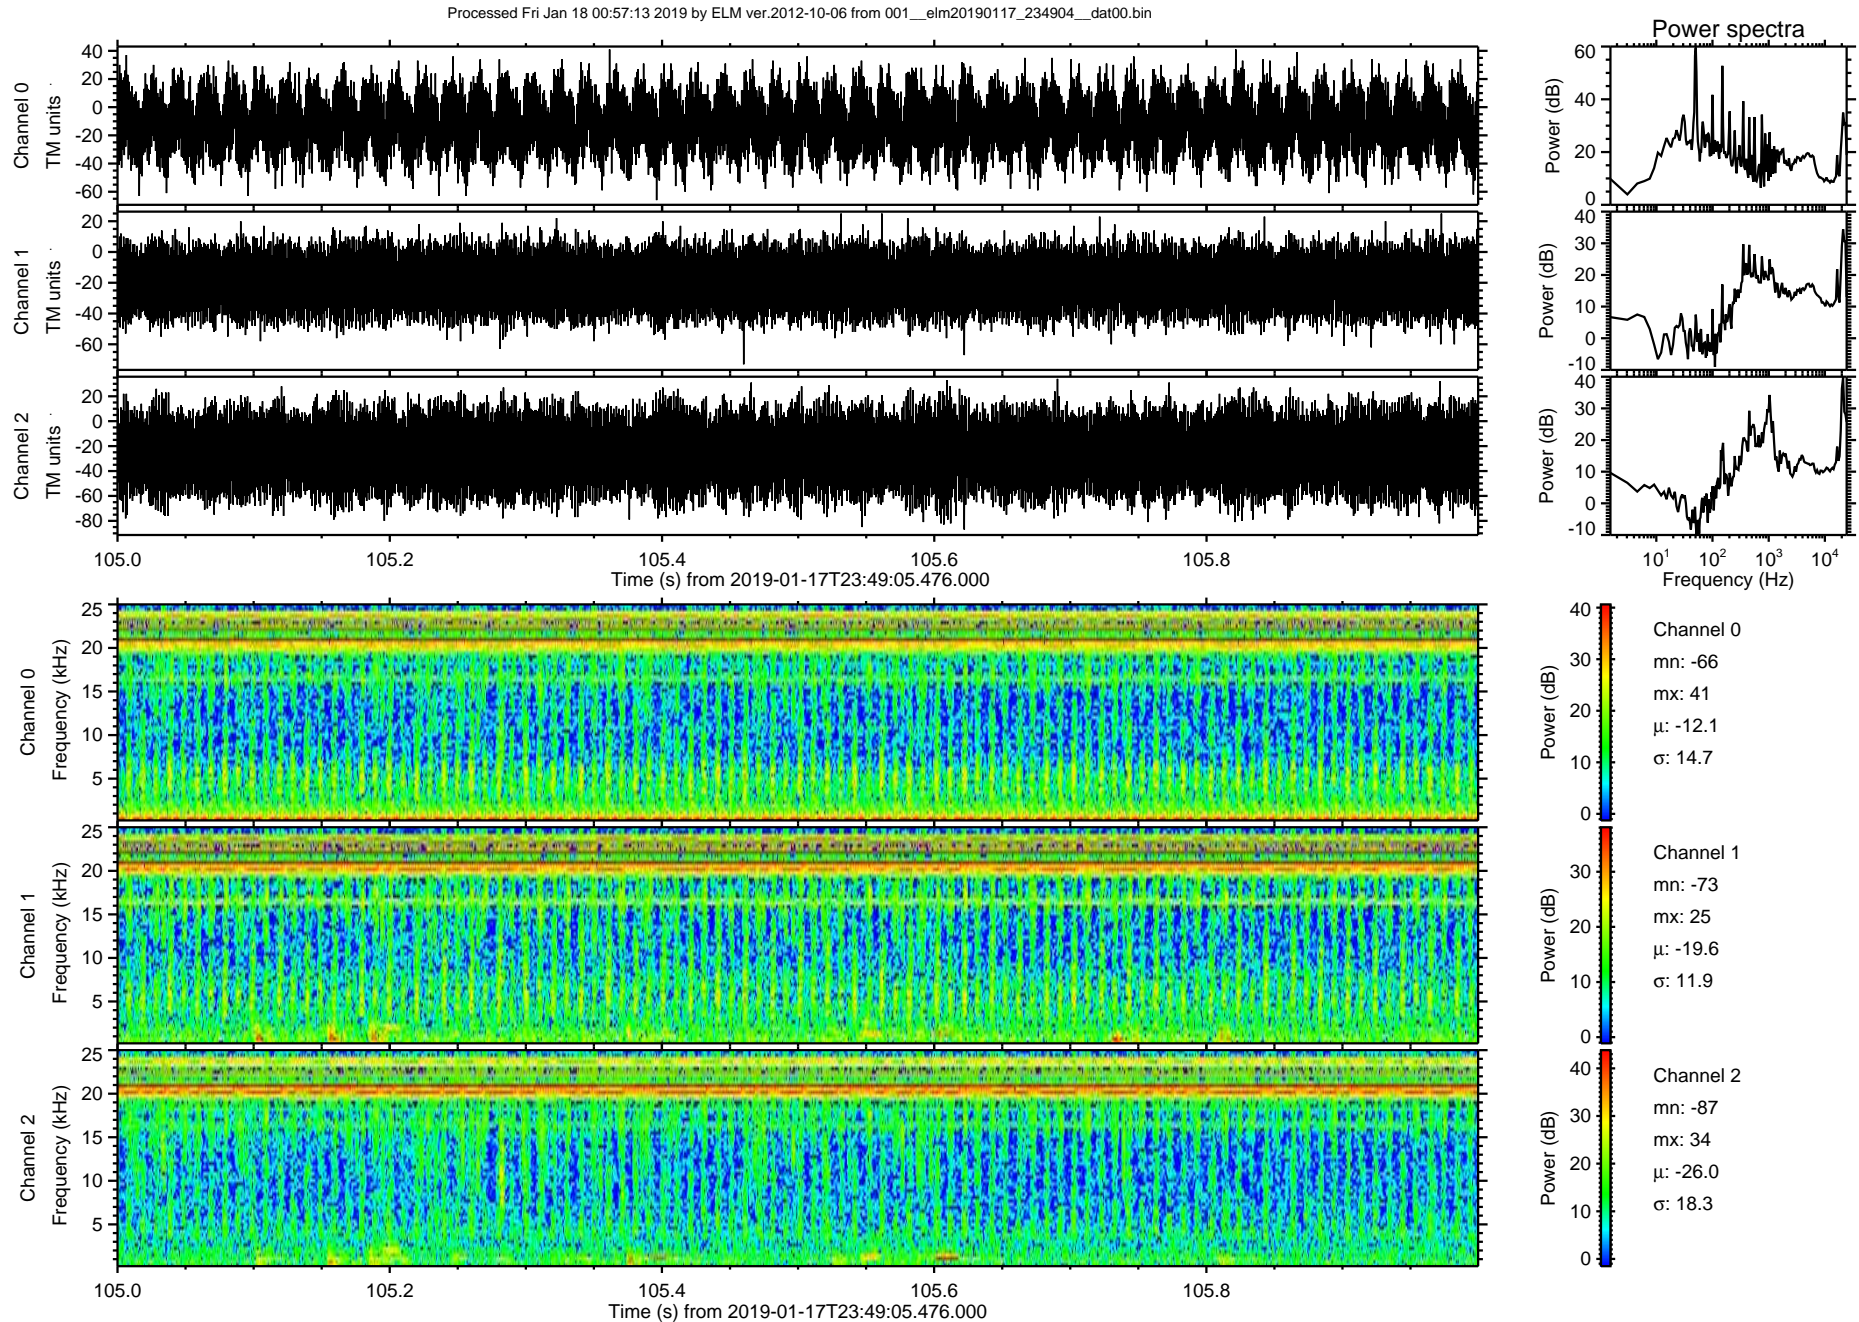 Processed Fri Jan 18 00:57:13 2019 by ELM ver.2012-10-06 from 001__elm20190117_234904__dat00.bin
Power spectra
Channel 0
TM units
40
20
0
-20
-40
-60
Power (dB)
60
40
20
0
Channel 1
TM units
20
0
-20
-40
-60
Power (dB)
40
30
20
10
0
-10
Channel 2
TM units
20
0
-20
-40
-60
-80
Power (dB)
40
30
20
10
0
-10
105.0 105.2 105.4 105.6 105.8
Time (s) from 2019-01-17T23:49:05.476.000
10¹ 10² 10³ 10⁴
Frequency (Hz)
Channel 0
Frequency (kHz)
25
20
15
10
5
Power (dB)
40
30
20
10
0
Channel 0
mn: -66
mx: 41
μ: -12.1
σ: 14.7
Channel 1
Frequency (kHz)
25
20
15
10
5
Power (dB)
30
20
10
0
Channel 1
mn: -73
mx: 25
μ: -19.6
σ: 11.9
Channel 2
Frequency (kHz)
25
20
15
10
5
Power (dB)
40
30
20
10
0
Channel 2
mn: -87
mx: 34
μ: -26.0
σ: 18.3
105.0 105.2 105.4 105.6 105.8
Time (s) from 2019-01-17T23:49:05.476.000